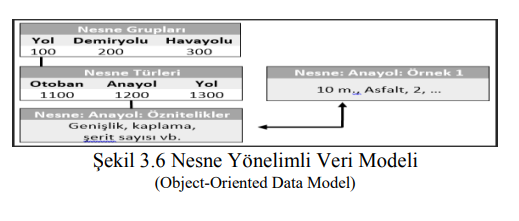 Nesne Grupları
Yol Demiryolu Havayolu
100 200 300
Nesne Türleri
Otoban Anayol Yol
1100 1200 1300
Nesne: Anayol: Öznitelikler
Genişlik, kaplama,
şerit sayısı vb.
Nesne: Anayol: Örnek 1
10 m., Asfalt, 2, ...
Şekil 3.6 Nesne Yönelimli Veri Modeli
(Object-Oriented Data Model)